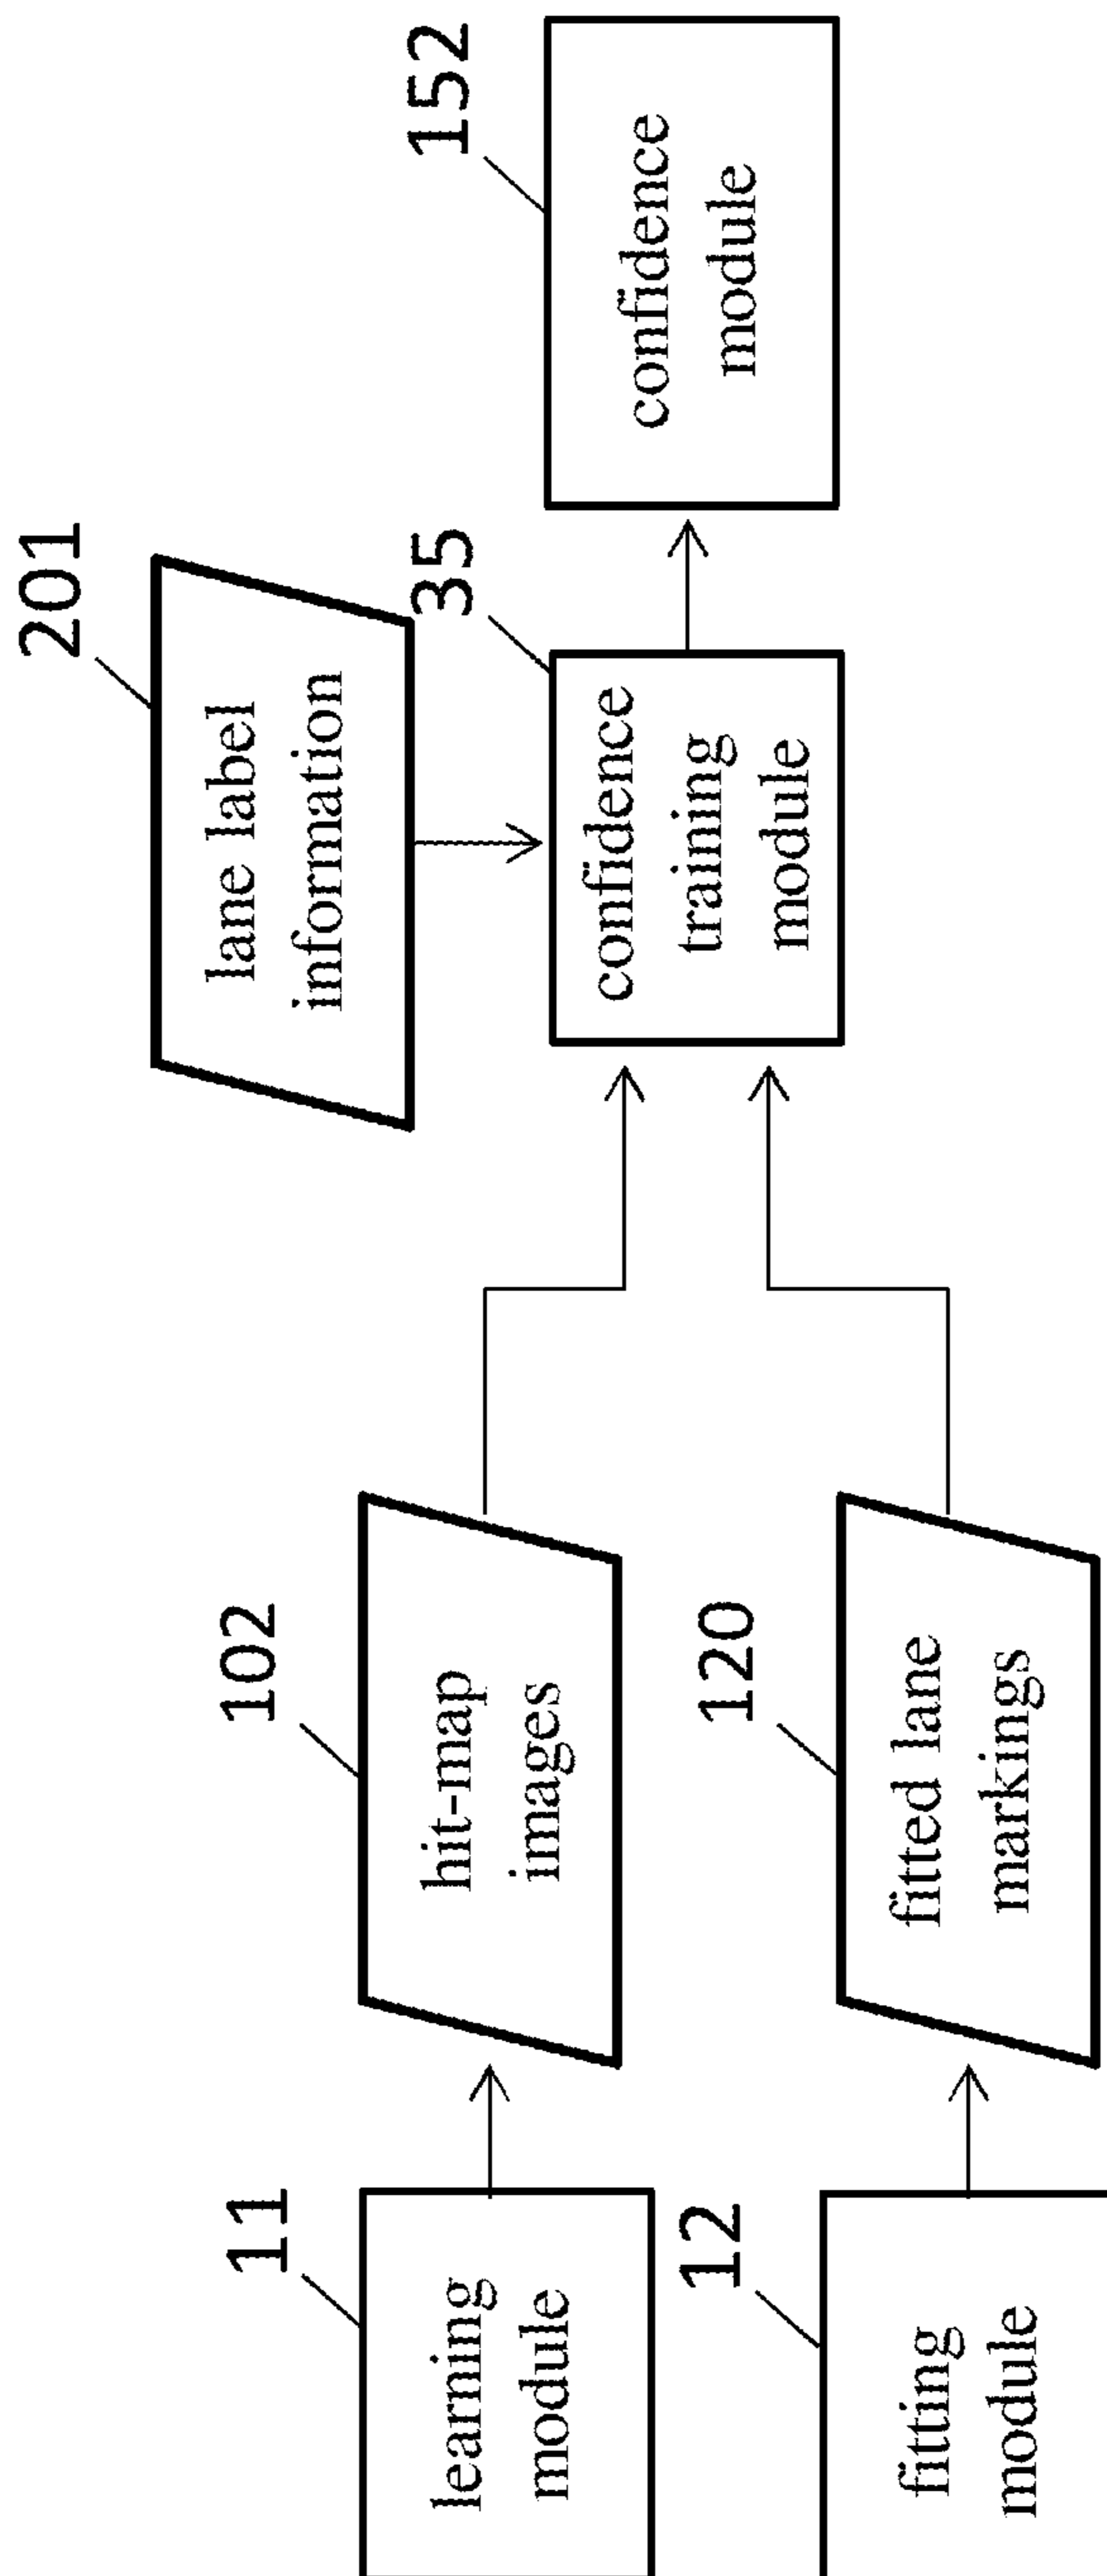 201
lane label
information
11
learning
module
102
hit-map
images
35
confidence
training
module
152
confidence
module
12
fitting
module
120
fitted lane
markings